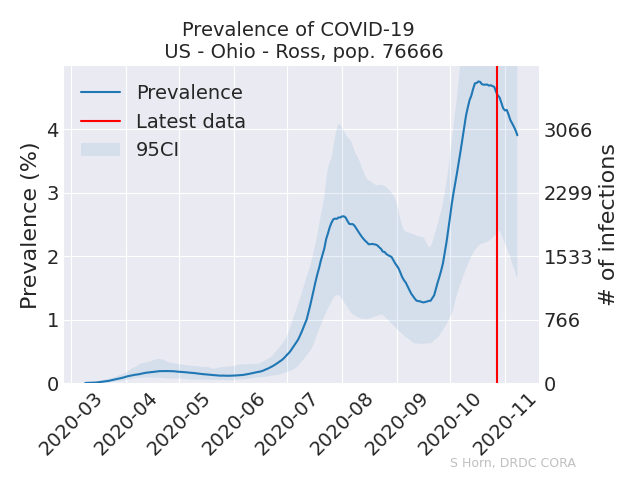 Prevalence of COVID-19
US - Ohio - Ross, pop. 76666
Prevalence
Latest data
95CI
Prevalence (%)
4
3
2
1
0
3066
2299
1533
766
0
# of infections
2020-03
2020-04
2020-05
2020-06
2020-07
2020-08
2020-09
2020-10
2020-11
S Horn, DRDC CORA